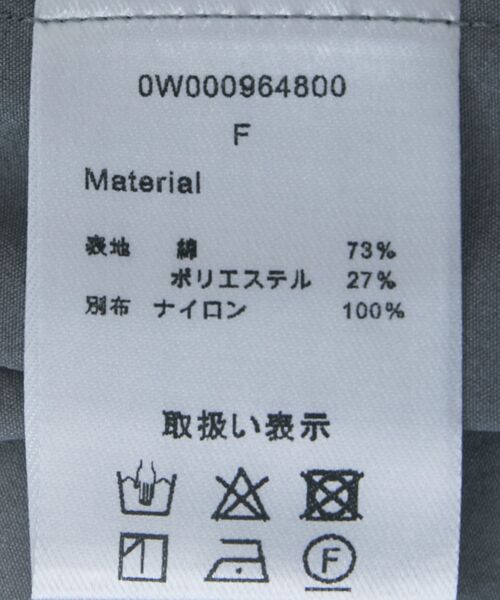 0W000964800
F
Material
表地 綿 73%
ポリエステル 27%
別布 ナイロン 100%
取扱い表示
F